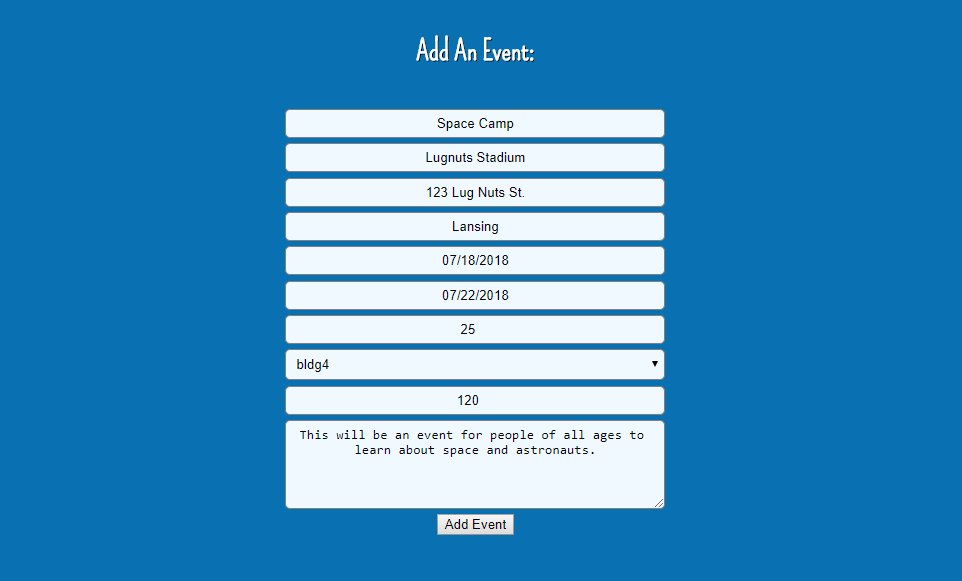 Add An Event:
Space Camp
Lugnuts Stadium
123 Lug Nuts St.
Lansing
07/18/2018
07/22/2018
25
bldg4
120
This will be an event for people of all ages to
learn about space and astronauts.
Add Event